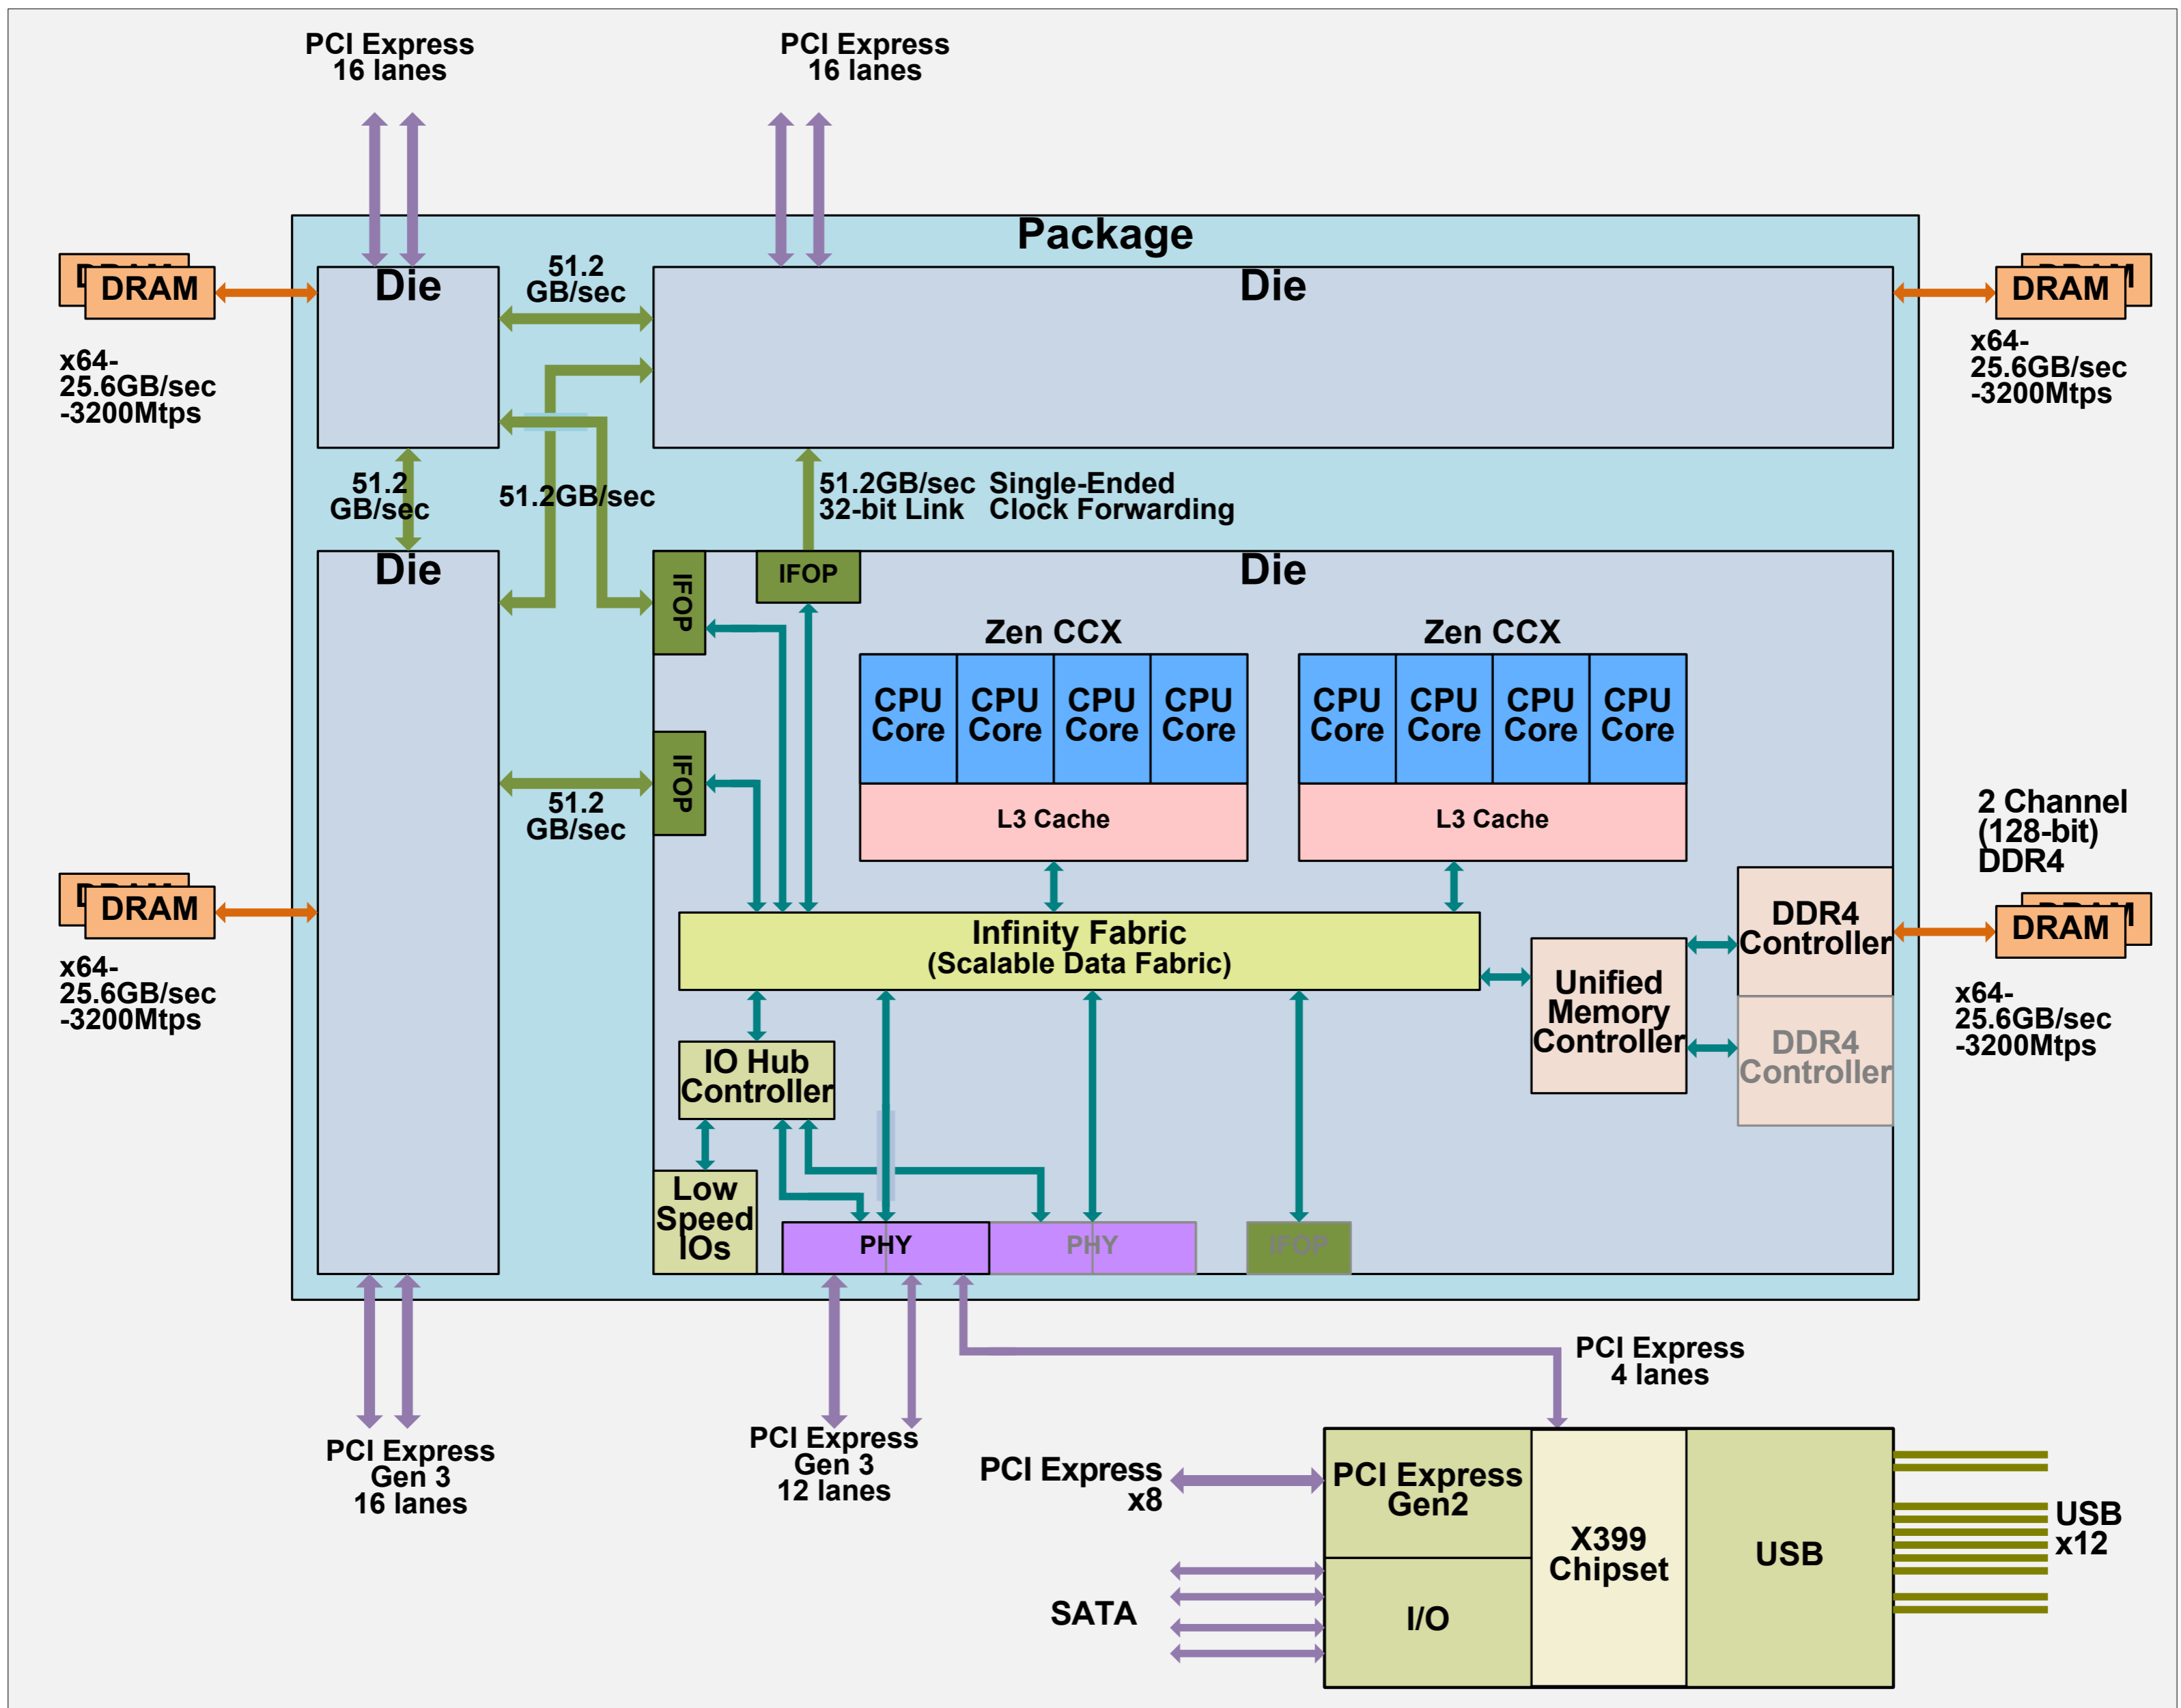 PCI Express
16 lanes
PCI Express
16 lanes
Package
DRAM
DRAM
x64-
25.6GB/sec
-3200Mtps
Die
51.2
GB/sec
Die
DRAM
DRAM
x64-
25.6GB/sec
-3200Mtps
51.2
GB/sec
51.2GB/sec
51.2GB/sec
32-bit Link
Single-Ended
Clock Forwarding
Die
Die
IFOP
IFOP
IFOP
Zen CCX
CPU
Core
CPU
Core
CPU
Core
CPU
Core
L3 Cache
Zen CCX
CPU
Core
CPU
Core
CPU
Core
CPU
Core
L3 Cache
51.2
GB/sec
2 Channel
(128-bit)
DDR4
DRAM
DRAM
x64-
25.6GB/sec
-3200Mtps
DRAM
DRAM
x64-
25.6GB/sec
-3200Mtps
Infinity Fabric
(Scalable Data Fabric)
DDR4
Controller
Unified
Memory
Controller
DDR4
Controller
IO Hub
Controller
Low
Speed
IOs
PHY
PHY
IFOP
PCI Express
4 lanes
PCI Express
Gen 3
16 lanes
PCI Express
Gen 3
12 lanes
PCI Express
x8
PCI Express
Gen2
X399
Chipset
USB
USB
x12
SATA
I/O